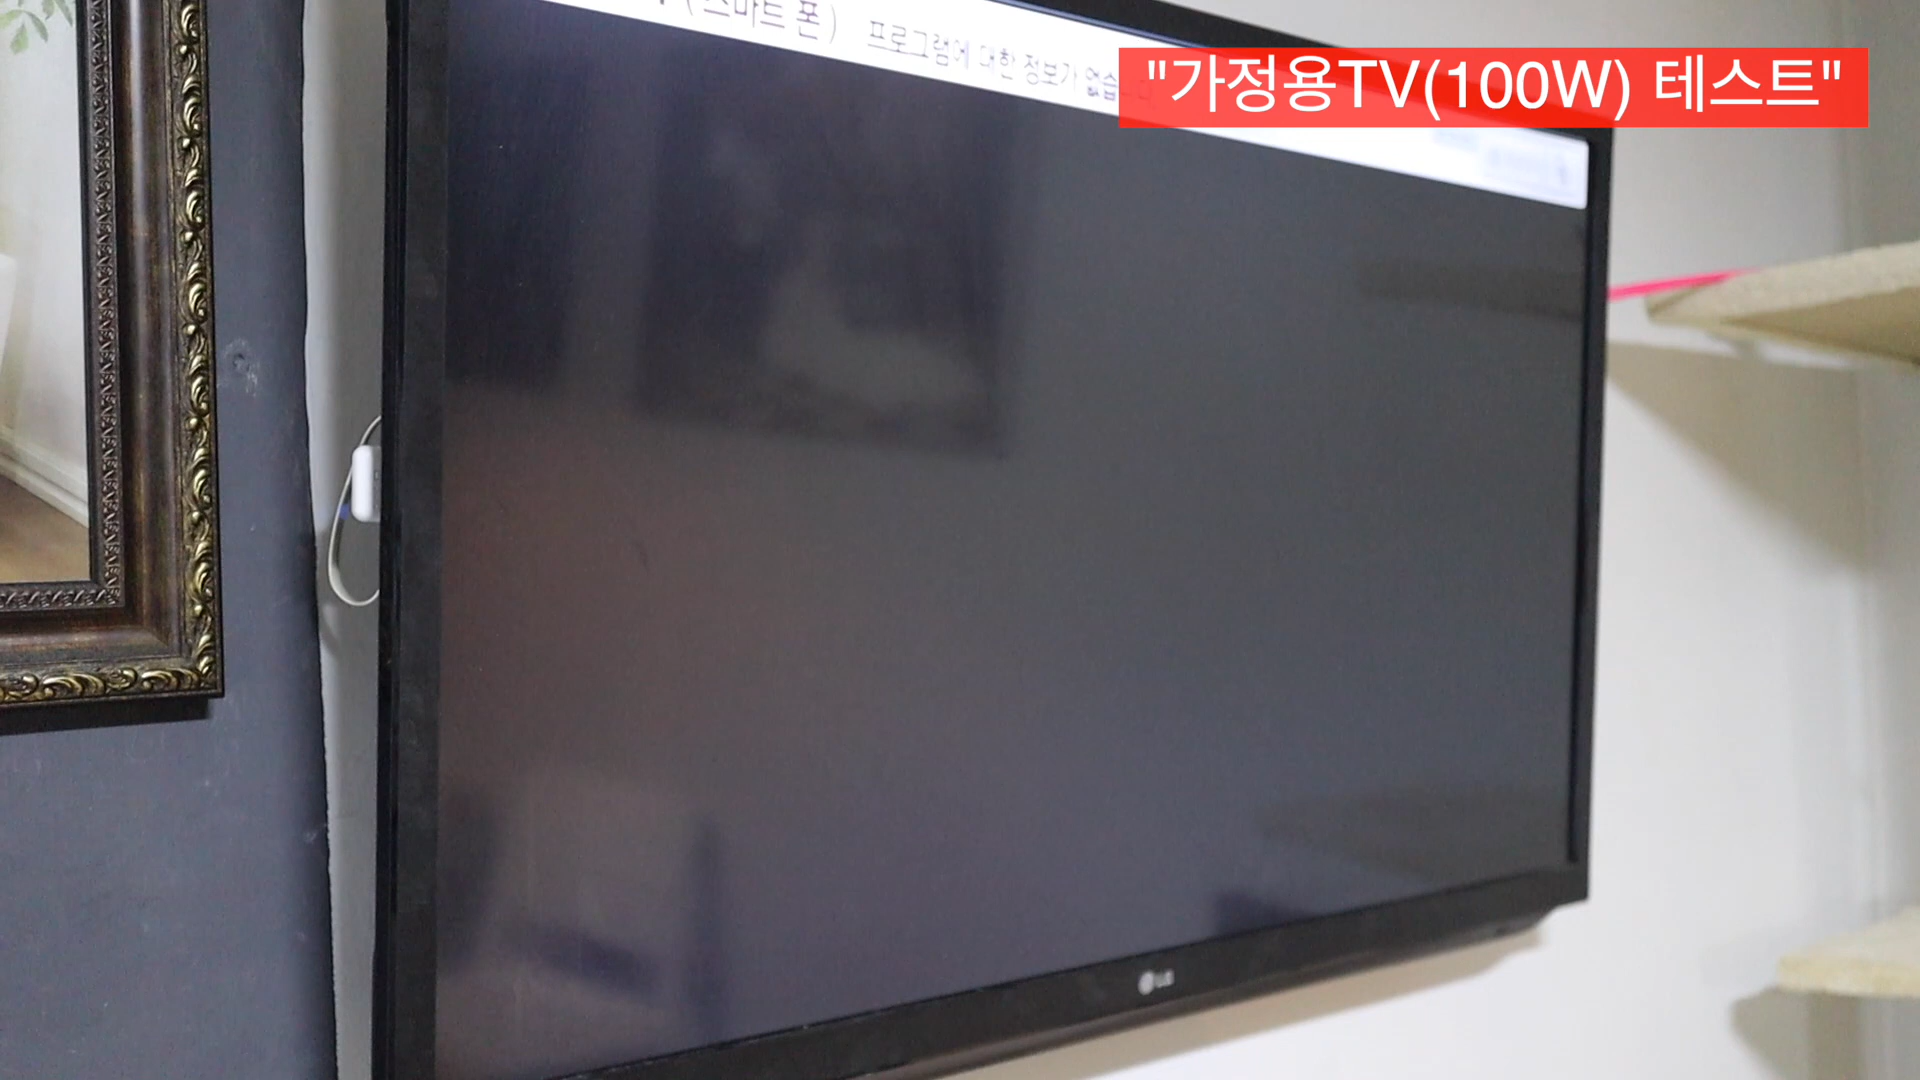 (스마트 폰) 프로그램에 대한 정보가 없습니다
"가정용TV(100W) 테스트"
LG